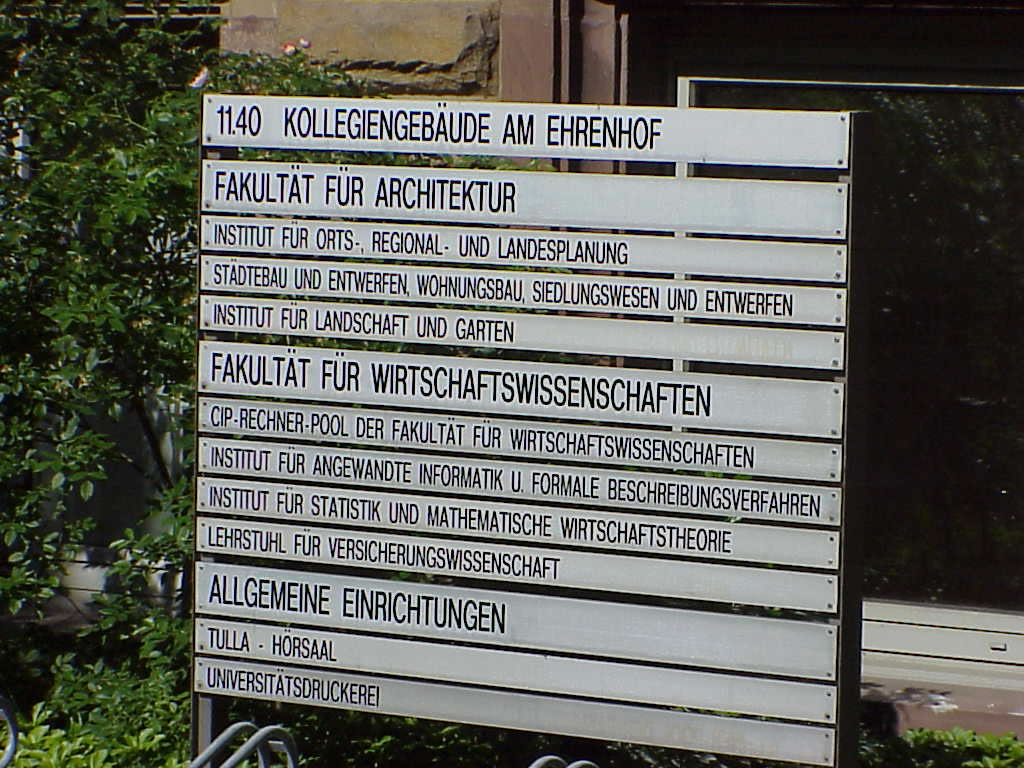 11.40 KOLLEGIENGEBÄUDE AM EHRENHOF
FAKULTÄT FÜR ARCHITEKTUR
INSTITUT FÜR ORTS-, REGIONAL- UND LANDESPLANUNG
STÄDTEBAU UND ENTWERFEN, WOHNUNGSBAU, SIEDLUNGSWESEN UND ENTWERFEN
INSTITUT FÜR LANDSCHAFT UND GARTEN
FAKULTÄT FÜR WIRTSCHAFTSWISSENSCHAFTEN
CIP-RECHNER-POOL DER FAKULTÄT FÜR WIRTSCHAFTSWISSENSCHAFTEN
INSTITUT FÜR ANGEWANDTE INFORMATIK U. FORMALE BESCHREIBUNGSVERFAHREN
INSTITUT FÜR STATISTIK UND MATHEMATISCHE WIRTSCHAFTSTHEORIE
LEHRSTUHL FÜR VERSICHERUNGSWISSENSCHAFT
ALLGEMEINE EINRICHTUNGEN
TULLA - HÖRSAAL
UNIVERSITÄTSDRUCKEREI